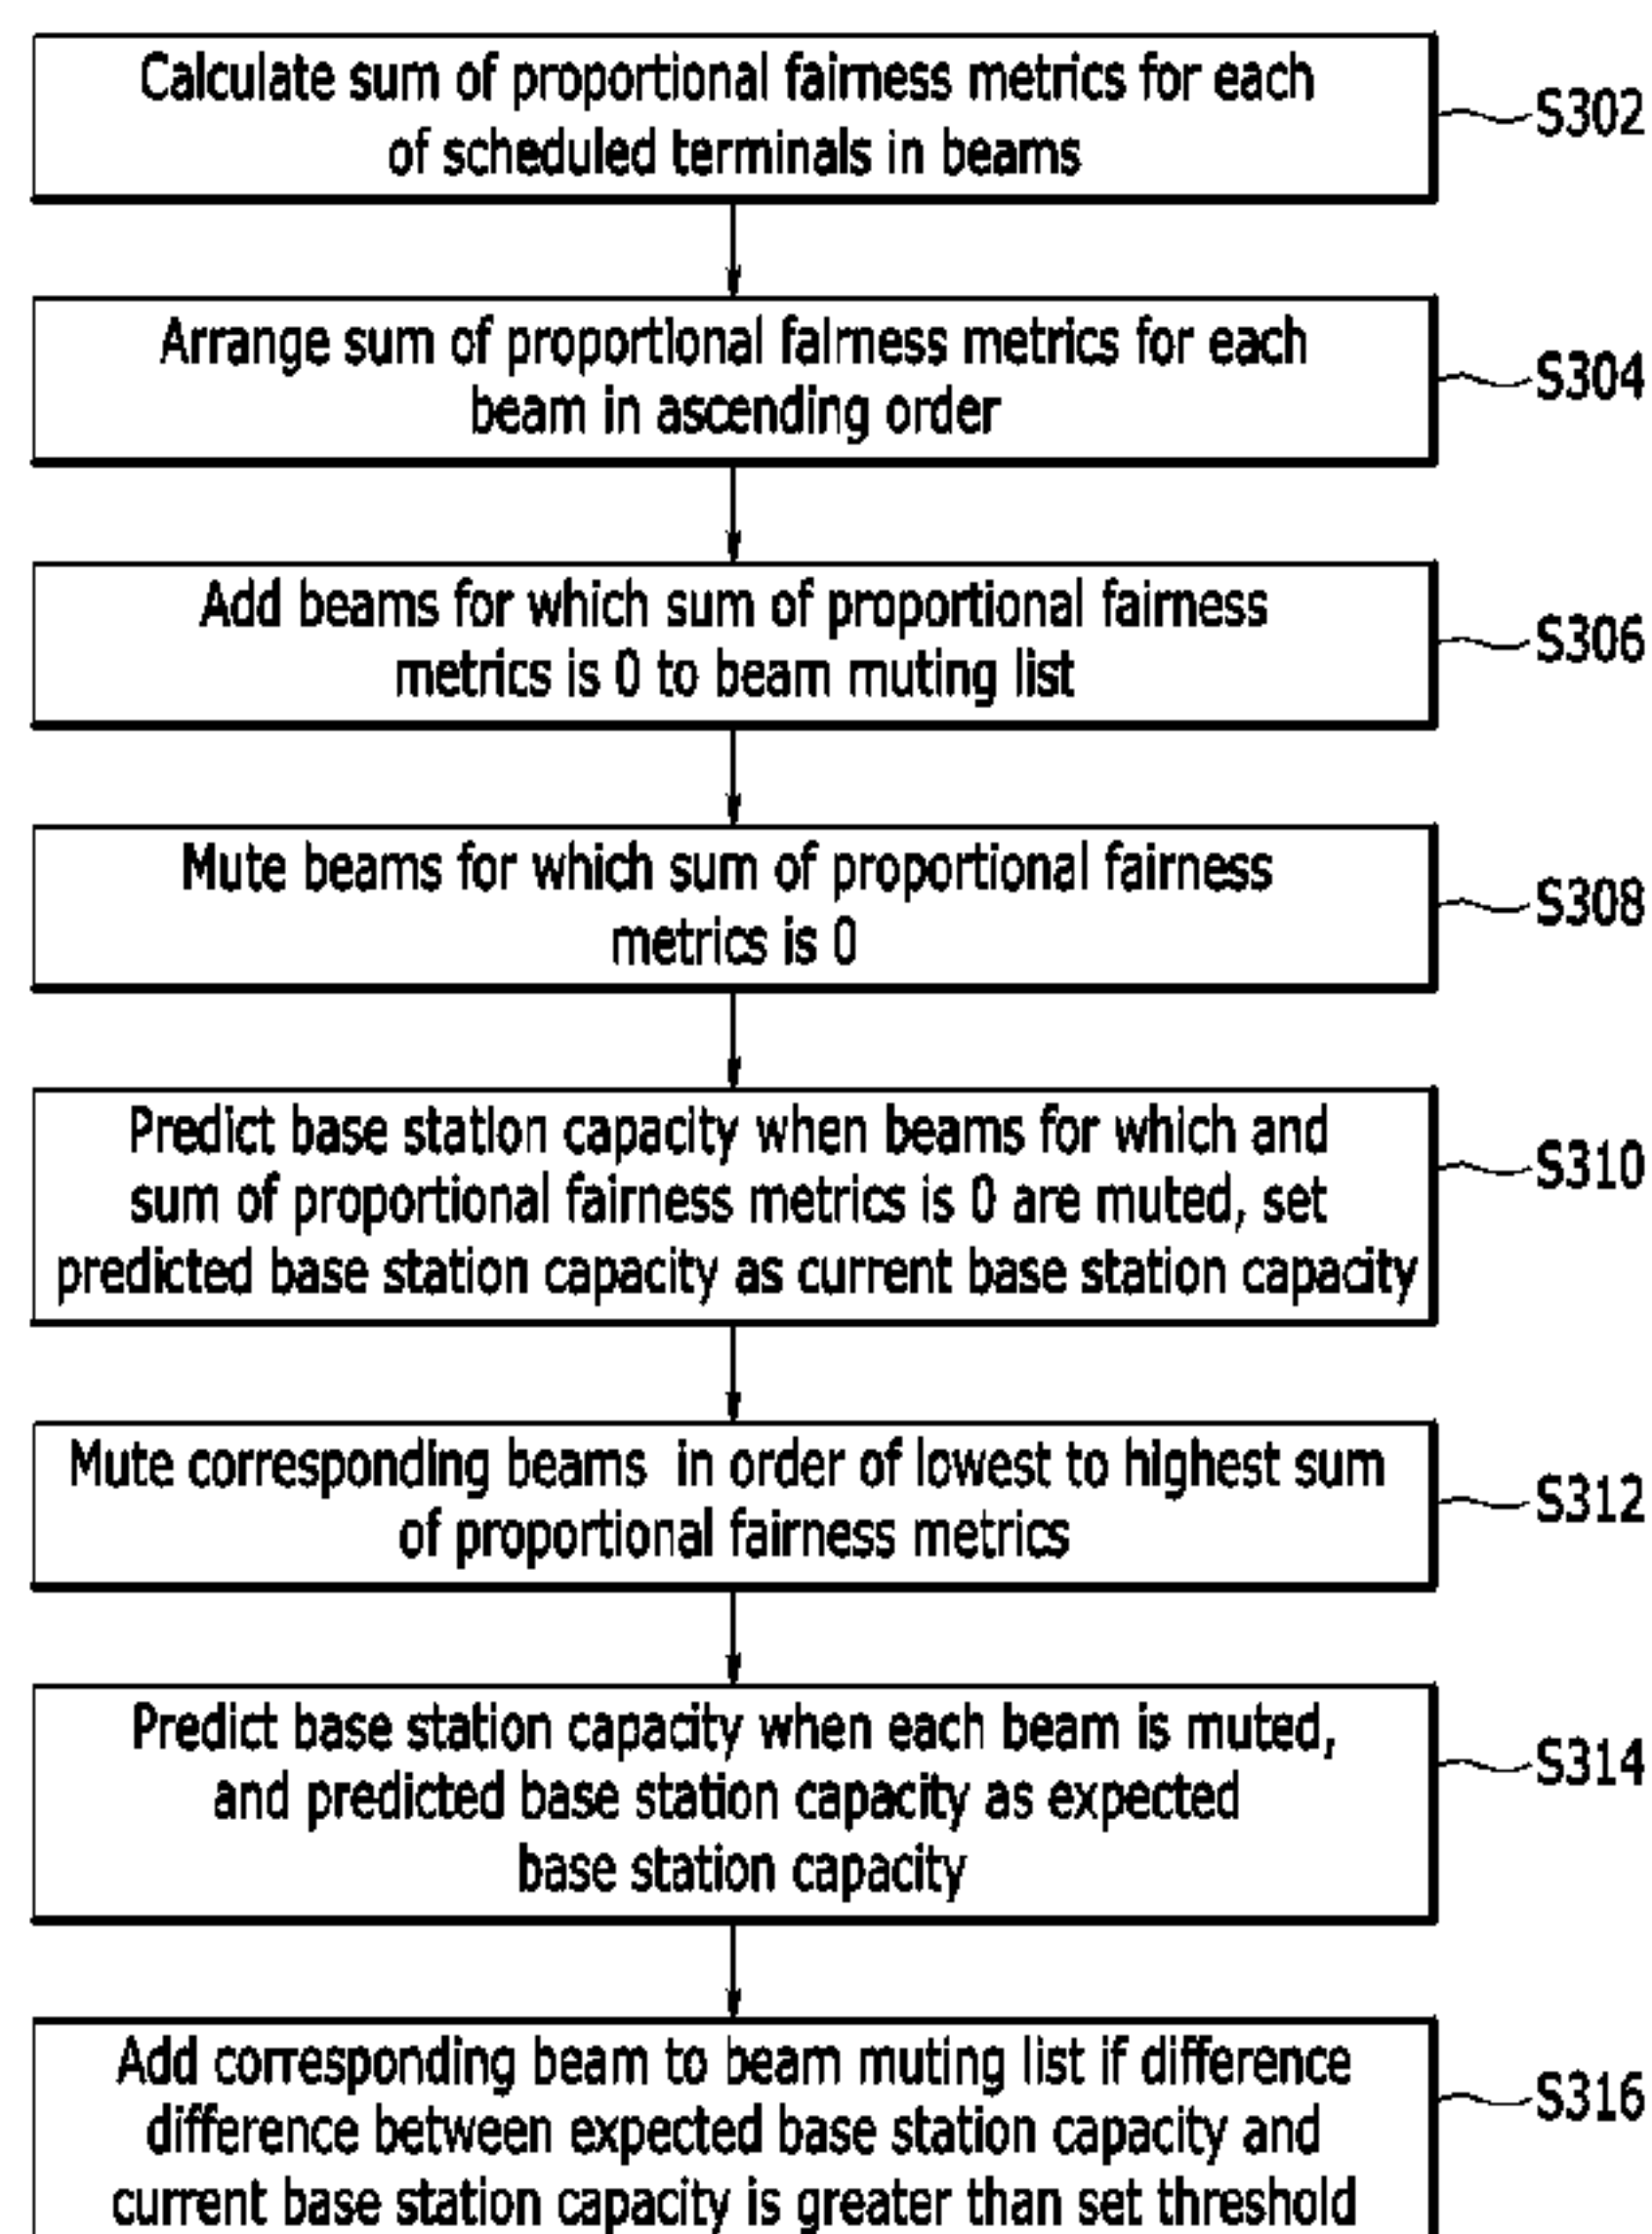 Calculate sum of proportional fairness metrics for each
of scheduled terminals in beams
S302
Arrange sum of proportional fairness metrics for each
beam in ascending order
S304
Add beams for which sum of proportional fairness
metrics is 0 to beam muting list
S306
Mute beams for which sum of proportional fairness
metrics is 0
S308
Predict base station capacity when beams for which and
sum of proportional fairness metrics is 0 are muted, set
predicted base station capacity as current base station capacity
S310
Mute corresponding beams in order of lowest to highest sum
of proportional fairness metrics
S312
Predict base station capacity when each beam is muted,
and predicted base station capacity as expected
base station capacity
S314
Add corresponding beam to beam muting list if difference
difference between expected base station capacity and
current base station capacity is greater than set threshold
S316